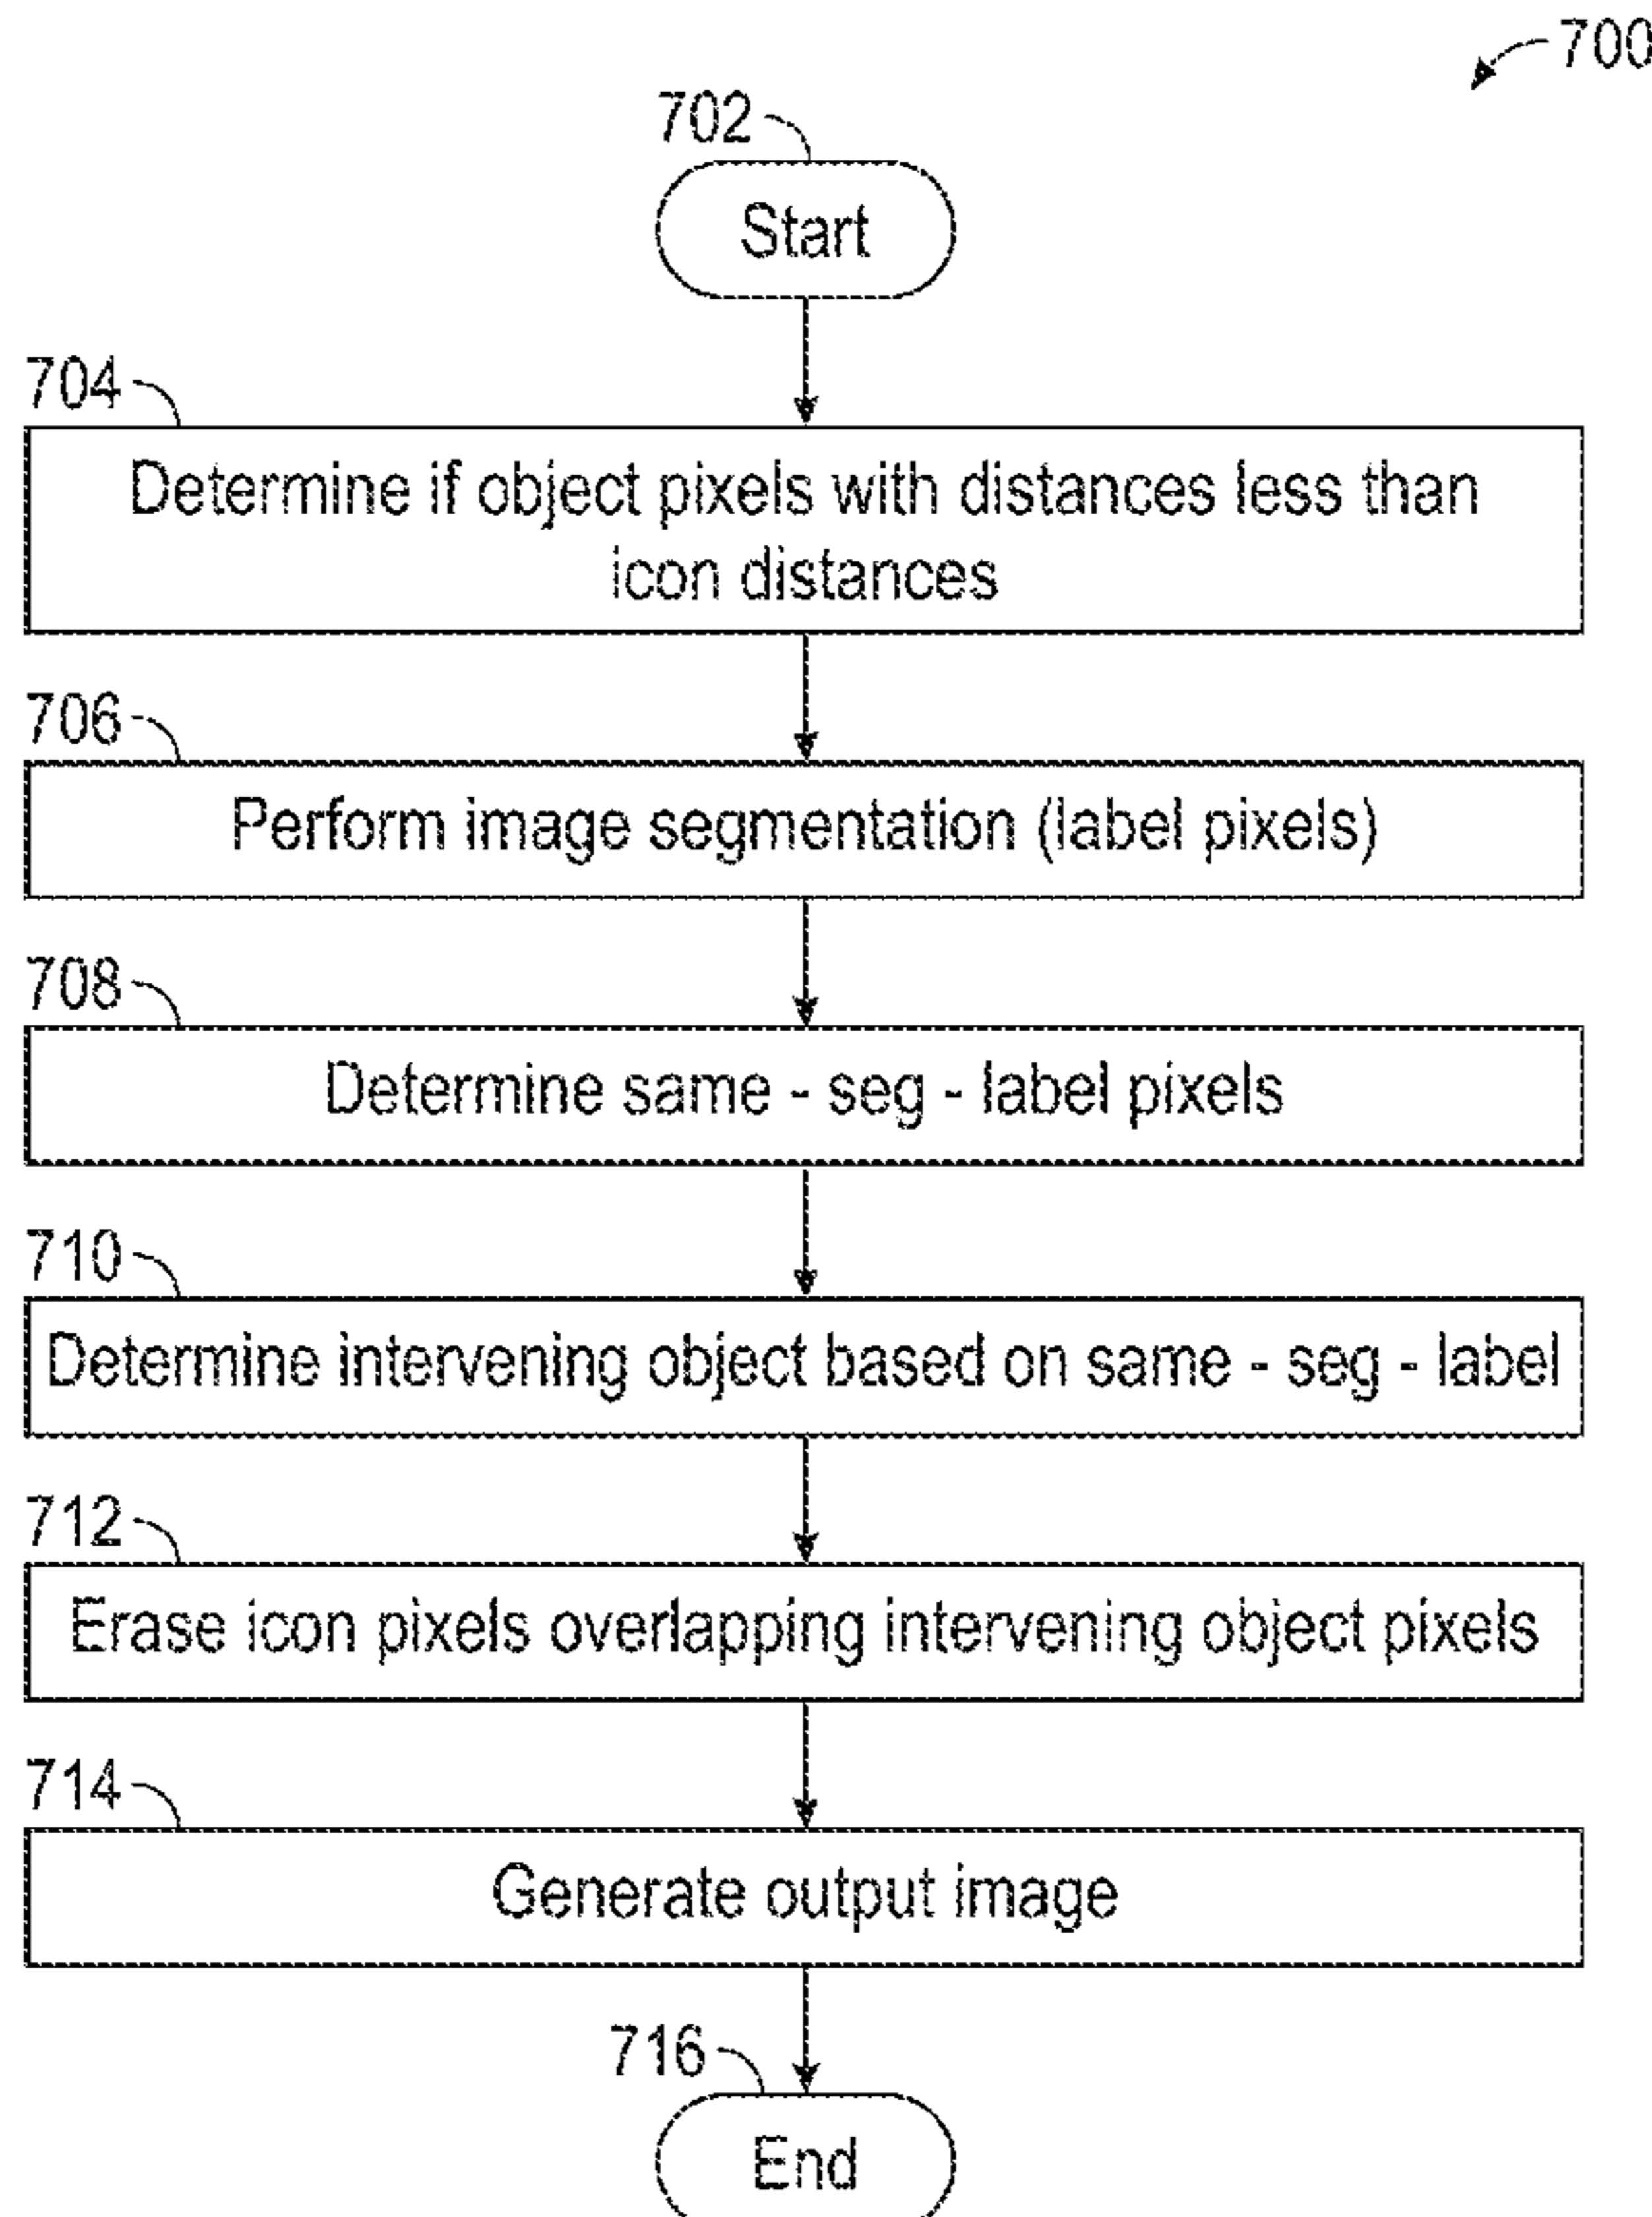 700
702
Start
704
Determine if object pixels with distances less than
icon distances
706
Perform image segmentation (label pixels)
708
Determine same - seg - label pixels
710
Determine intervening object based on same - seg - label
712
Erase icon pixels overlapping intervening object pixels
714
Generate output image
716
End